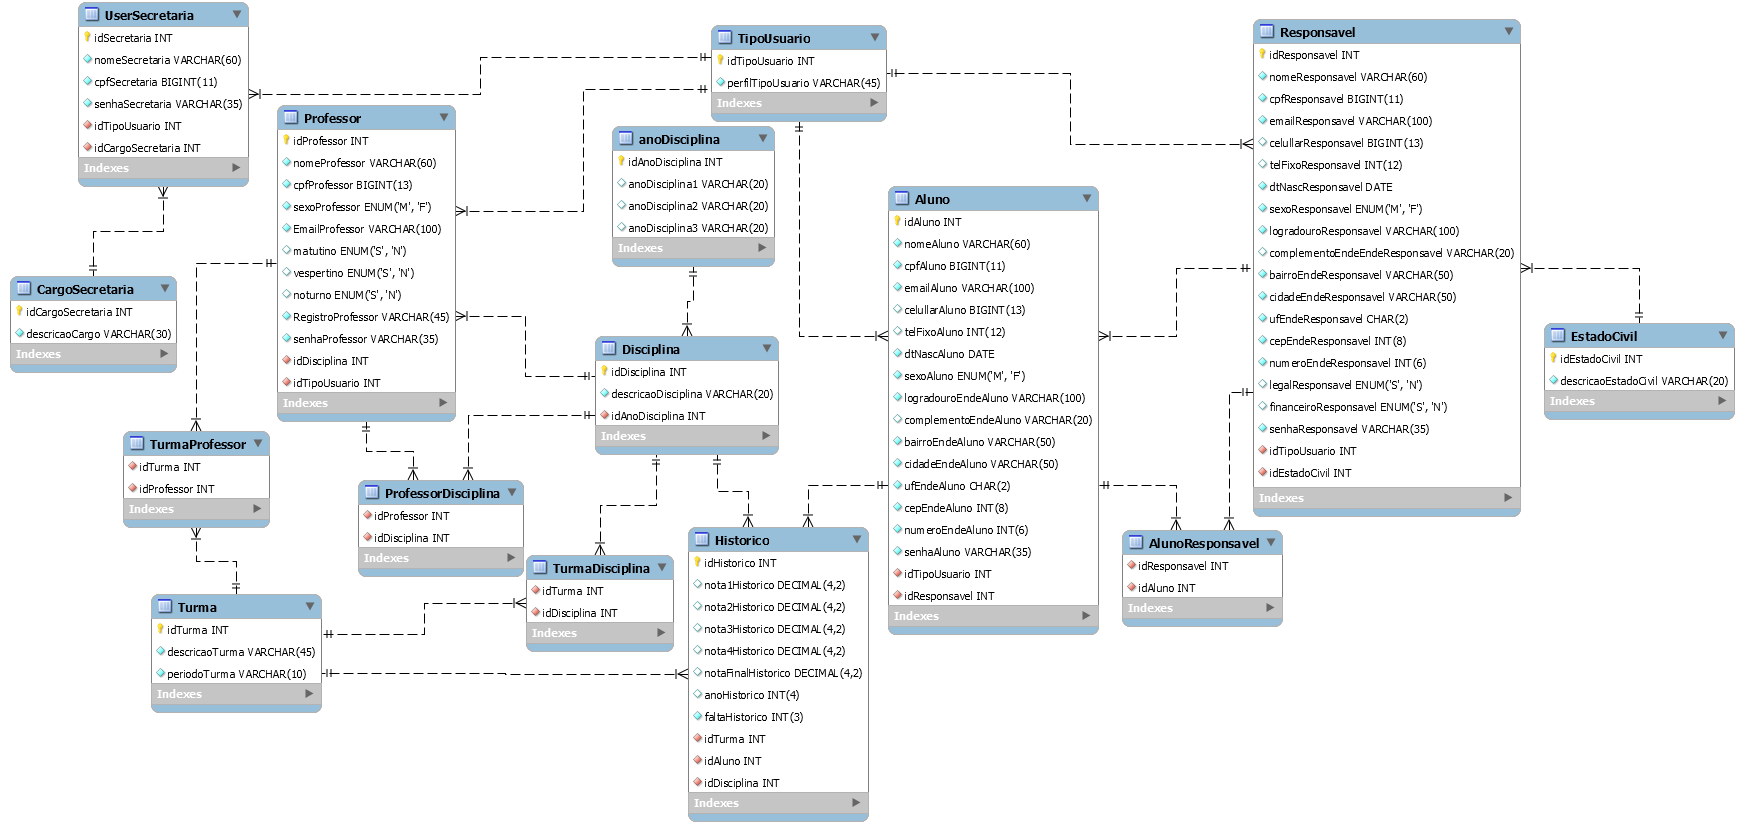 UserSecretaria
idSecretaria INT
nomeSecretaria VARCHAR(60)
cpfSecretaria BIGINT(11)
senhaSecretaria VARCHAR(35)
idTipoUsuario INT
idCargoSecretaria INT
Indexes
CargoSecretaria
idCargoSecretaria INT
descricaoCargo VARCHAR(30)
Indexes
Professor
idProfessor INT
nomeProfessor VARCHAR(60)
cpfProfessor BIGINT(13)
sexoProfessor ENUM('M', 'F')
EmailProfessor VARCHAR(100)
matutino ENUM('S', 'N')
vespertino ENUM('S', 'N')
noturno ENUM('S', 'N')
RegistroProfessor VARCHAR(45)
senhaProfessor VARCHAR(35)
idDisciplina INT
idTipoUsuario INT
Indexes
TurmaProfessor
idTurma INT
idProfessor INT
Indexes
Turma
idTurma INT
descricaoTurma VARCHAR(45)
periodoTurma VARCHAR(10)
Indexes
ProfessorDisciplina
idProfessor INT
idDisciplina INT
Indexes
TipoUsuario
idTipoUsuario INT
perfilTipoUsuario VARCHAR(45)
Indexes
anoDisciplina
idAnoDisciplina INT
anoDisciplina1 VARCHAR(20)
anoDisciplina2 VARCHAR(20)
anoDisciplina3 VARCHAR(20)
Indexes
Disciplina
idDisciplina INT
descricaoDisciplina VARCHAR(20)
idAnoDisciplina INT
Indexes
TurmaDisciplina
idTurma INT
idDisciplina INT
Indexes
Historico
idHistorico INT
nota1Historico DECIMAL(4,2)
nota2Historico DECIMAL(4,2)
nota3Historico DECIMAL(4,2)
nota4Historico DECIMAL(4,2)
notaFinalHistorico DECIMAL(4,2)
anoHistorico INT(4)
faltaHistorico INT(3)
idTurma INT
idAluno INT
idDisciplina INT
Indexes
Aluno
idAluno INT
nomeAluno VARCHAR(60)
cpfAluno BIGINT(11)
emailAluno VARCHAR(100)
celullarAluno BIGINT(13)
telFixoAluno INT(12)
dtNascAluno DATE
sexoAluno ENUM('M', 'F')
logradouroEndeAluno VARCHAR(100)
complementoEndeAluno VARCHAR(20)
bairroEndeAluno VARCHAR(50)
cidadeEndeAluno VARCHAR(50)
ufEndeAluno CHAR(2)
cepEndeAluno INT(8)
numeroEndeAluno INT(6)
senhaAluno VARCHAR(35)
idTipoUsuario INT
idResponsavel INT
Indexes
Responsavel
idResponsavel INT
nomeResponsavel VARCHAR(60)
cpfResponsavel BIGINT(11)
emailResponsavel VARCHAR(100)
celullarResponsavel BIGINT(13)
telFixoResponsavel INT(12)
dtNascResponsavel DATE
sexoResponsavel ENUM('M', 'F')
logradouroResponsavel VARCHAR(100)
complementoEndeEndeResponsavel VARCHAR(20)
bairroEndeResponsavel VARCHAR(50)
cidadeEndeResponsavel VARCHAR(50)
ufEndeResponsavel CHAR(2)
cepEndeResponsavel INT(8)
numeroEndeResponsavel INT(6)
legalResponsavel ENUM('S', 'N')
financeiroResponsavel ENUM('S', 'N')
senhaResponsavel VARCHAR(35)
idTipoUsuario INT
idEstadoCivil INT
Indexes
AlunoResponsavel
idResponsavel INT
idAluno INT
Indexes
EstadoCivil
idEstadoCivil INT
descricaoEstadoCivil VARCHAR(20)
Indexes